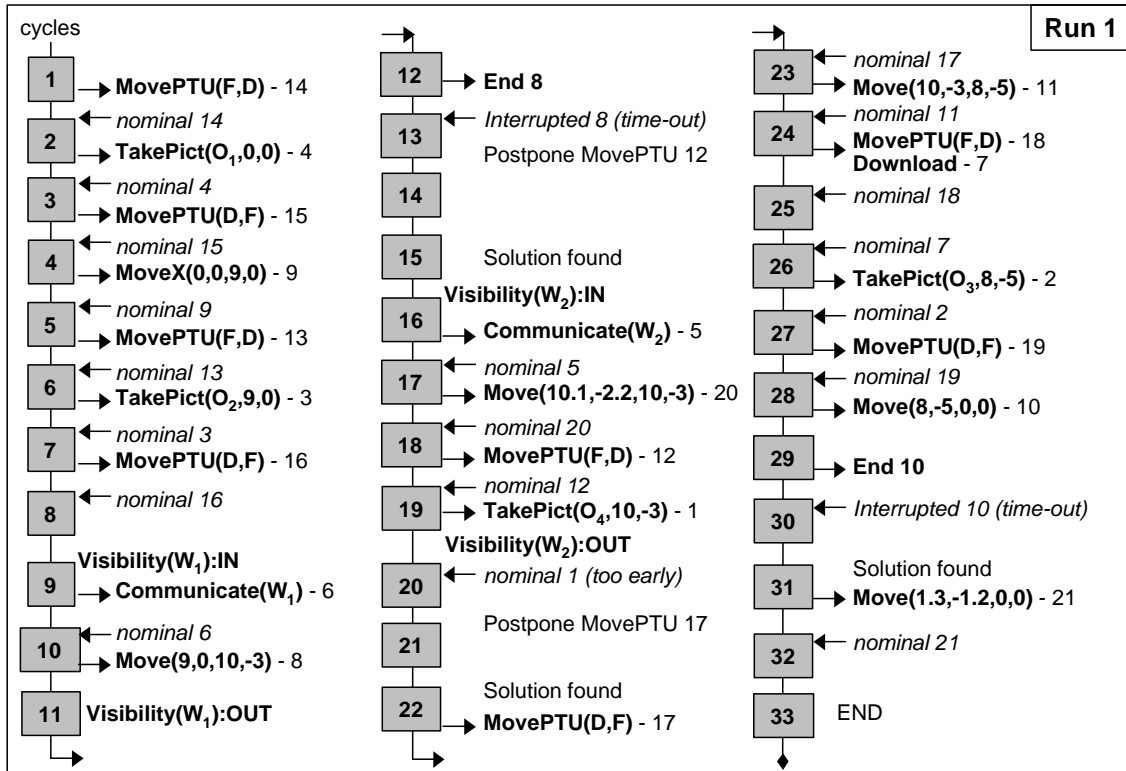 cycles
Run 1
1
MovePTU(F,D) - 14
nominal 14
2
TakePict(O1,0,0) - 4
nominal 4
3
MovePTU(D,F) - 15
nominal 15
4
MoveX(0,0,9,0) - 9
nominal 9
5
MovePTU(F,D) - 13
nominal 13
6
TakePict(O2,9,0) - 3
nominal 3
7
MovePTU(D,F) - 16
nominal 16
8
Visibility(W1):IN
9
Communicate(W1) - 6
nominal 6
10
Move(9,0,10,-3) - 8
11
Visibility(W1):OUT
12
End 8
Interrupted 8 (time-out)
13
Postpone MovePTU 12
14
15
Solution found
Visibility(W2):IN
16
Communicate(W2) - 5
nominal 5
17
Move(10.1,-2.2,10,-3) - 20
nominal 20
18
MovePTU(F,D) - 12
nominal 12
19
TakePict(O4,10,-3) - 1
Visibility(W2):OUT
nominal 1 (too early)
20
Postpone MovePTU 17
21
Solution found
22
MovePTU(D,F) - 17
nominal 17
23
Move(10,-3,8,-5) - 11
nominal 11
24
MovePTU(F,D) - 18
Download - 7
nominal 18
25
nominal 7
26
TakePict(O3,8,-5) - 2
nominal 2
27
MovePTU(D,F) - 19
nominal 19
28
Move(8,-5,0,0) - 10
29
End 10
Interrupted 10 (time-out)
30
Solution found
31
Move(1.3,-1.2,0,0) - 21
nominal 21
32
33
END